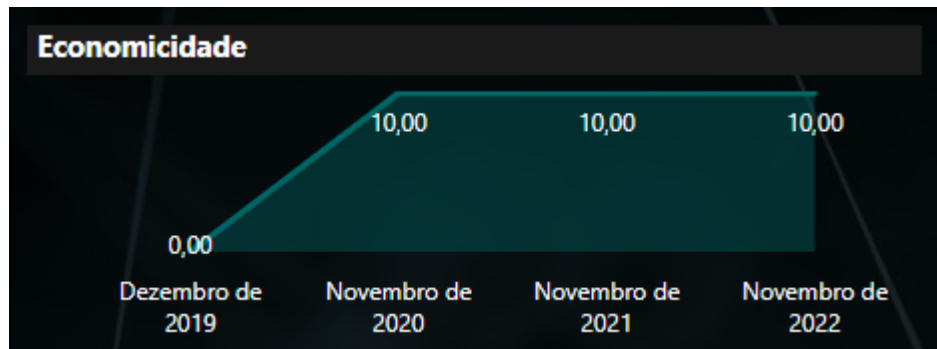 Economicidade
10,00
10,00
10,00
0,00
Dezembro de
2019
Novembro de
2020
Novembro de
2021
Novembro de
2022